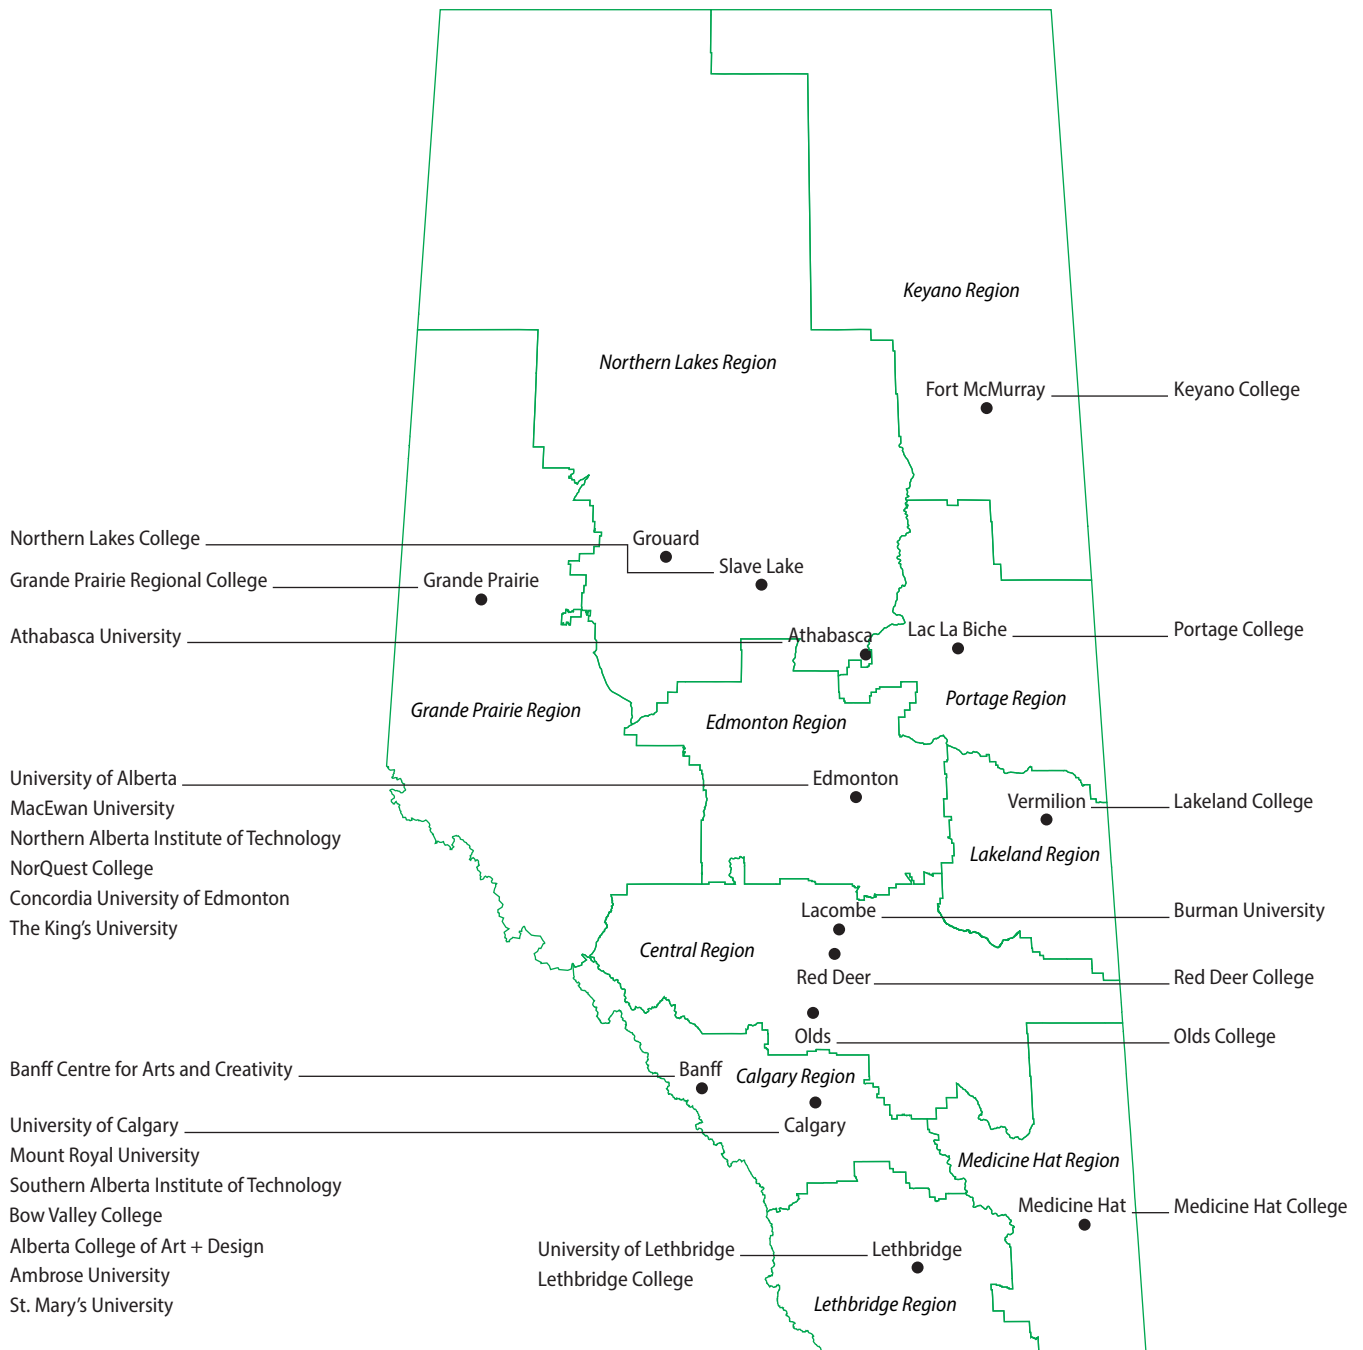 Keyano Region
Northern Lakes Region
Fort McMurray
Keyano College
Northern Lakes College
Grouard
Slave Lake
Grande Prairie Regional College
Grande Prairie
Athabasca University
Athabasca
Lac La Biche
Portage College
Grande Prairie Region
Edmonton Region
Portage Region
University of Alberta
Edmonton
MacEwan University
Northern Alberta Institute of Technology
NorQuest College
Concordia University of Edmonton
The King's University
Vermilion
Lakeland College
Lakeland Region
Lacombe
Burman University
Central Region
Red Deer
Red Deer College
Olds
Olds College
Banff Centre for Arts and Creativity
Banff
Calgary Region
University of Calgary
Calgary
Mount Royal University
Southern Alberta Institute of Technology
Bow Valley College
Alberta College of Art + Design
Ambrose University
St. Mary's University
Medicine Hat Region
Medicine Hat
Medicine Hat College
University of Lethbridge
Lethbridge
Lethbridge College
Lethbridge Region